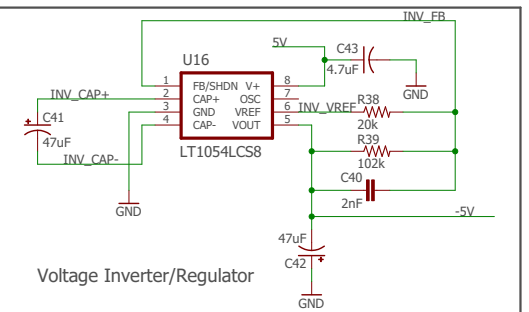 INV_FB
5V
C43
4.7uF
GND
U16
1 FB/SHDN V+ 8
2 CAP+ OSC 7
3 GND VREF 6
4 CAP- VOUT 5
LT1054LCS8
INV_CAP+
C41
+
47uF
INV_CAP-
GND
INV_VREF
R38
20k
R39
102k
C40
2nF
-5V
47uF
C42
+
GND
Voltage Inverter/Regulator